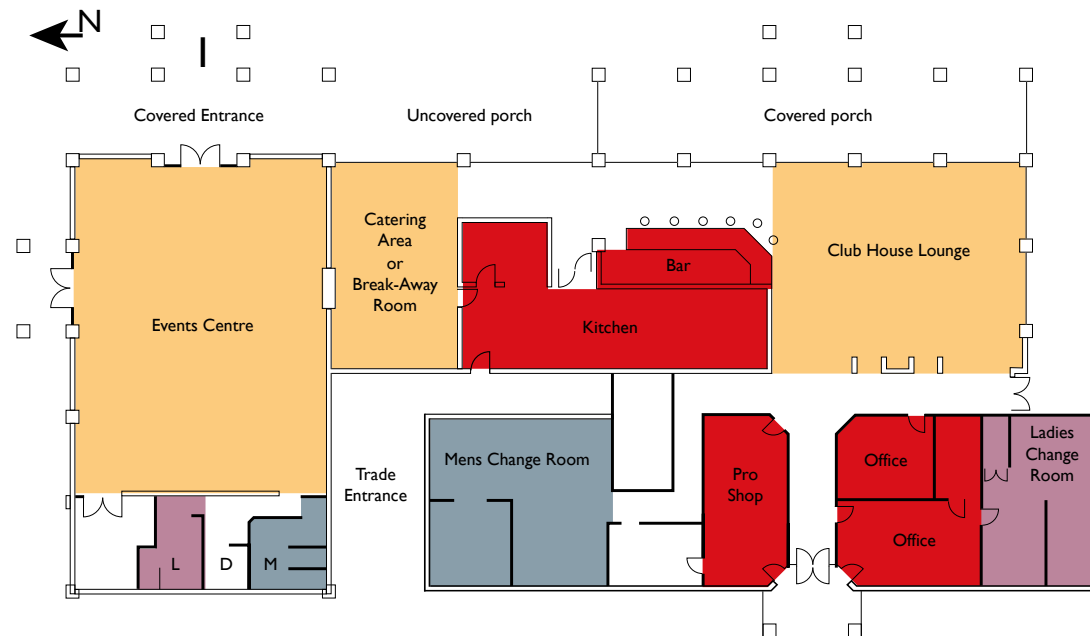 N
Covered Entrance
Uncovered porch
Covered porch
Catering
Area
or
Break-Away
Room
Club House Lounge
Bar
Events Centre
Kitchen
Mens Change Room
Trade
Entrance
Pro
Shop
Office
Ladies
Change
Room
Office
L
D
M